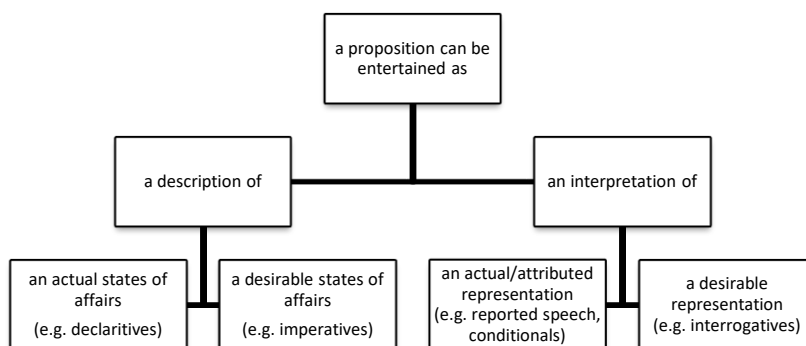 a proposition can be
entertained as
a description of
an interpretation of
an actual states of
affairs
(e.g. declaritives)
a desirable states of
affairs
(e.g. imperatives)
an actual/attributed
representation
(e.g. reported speech,
conditionals)
a desirable
representation
(e.g. interrogatives)